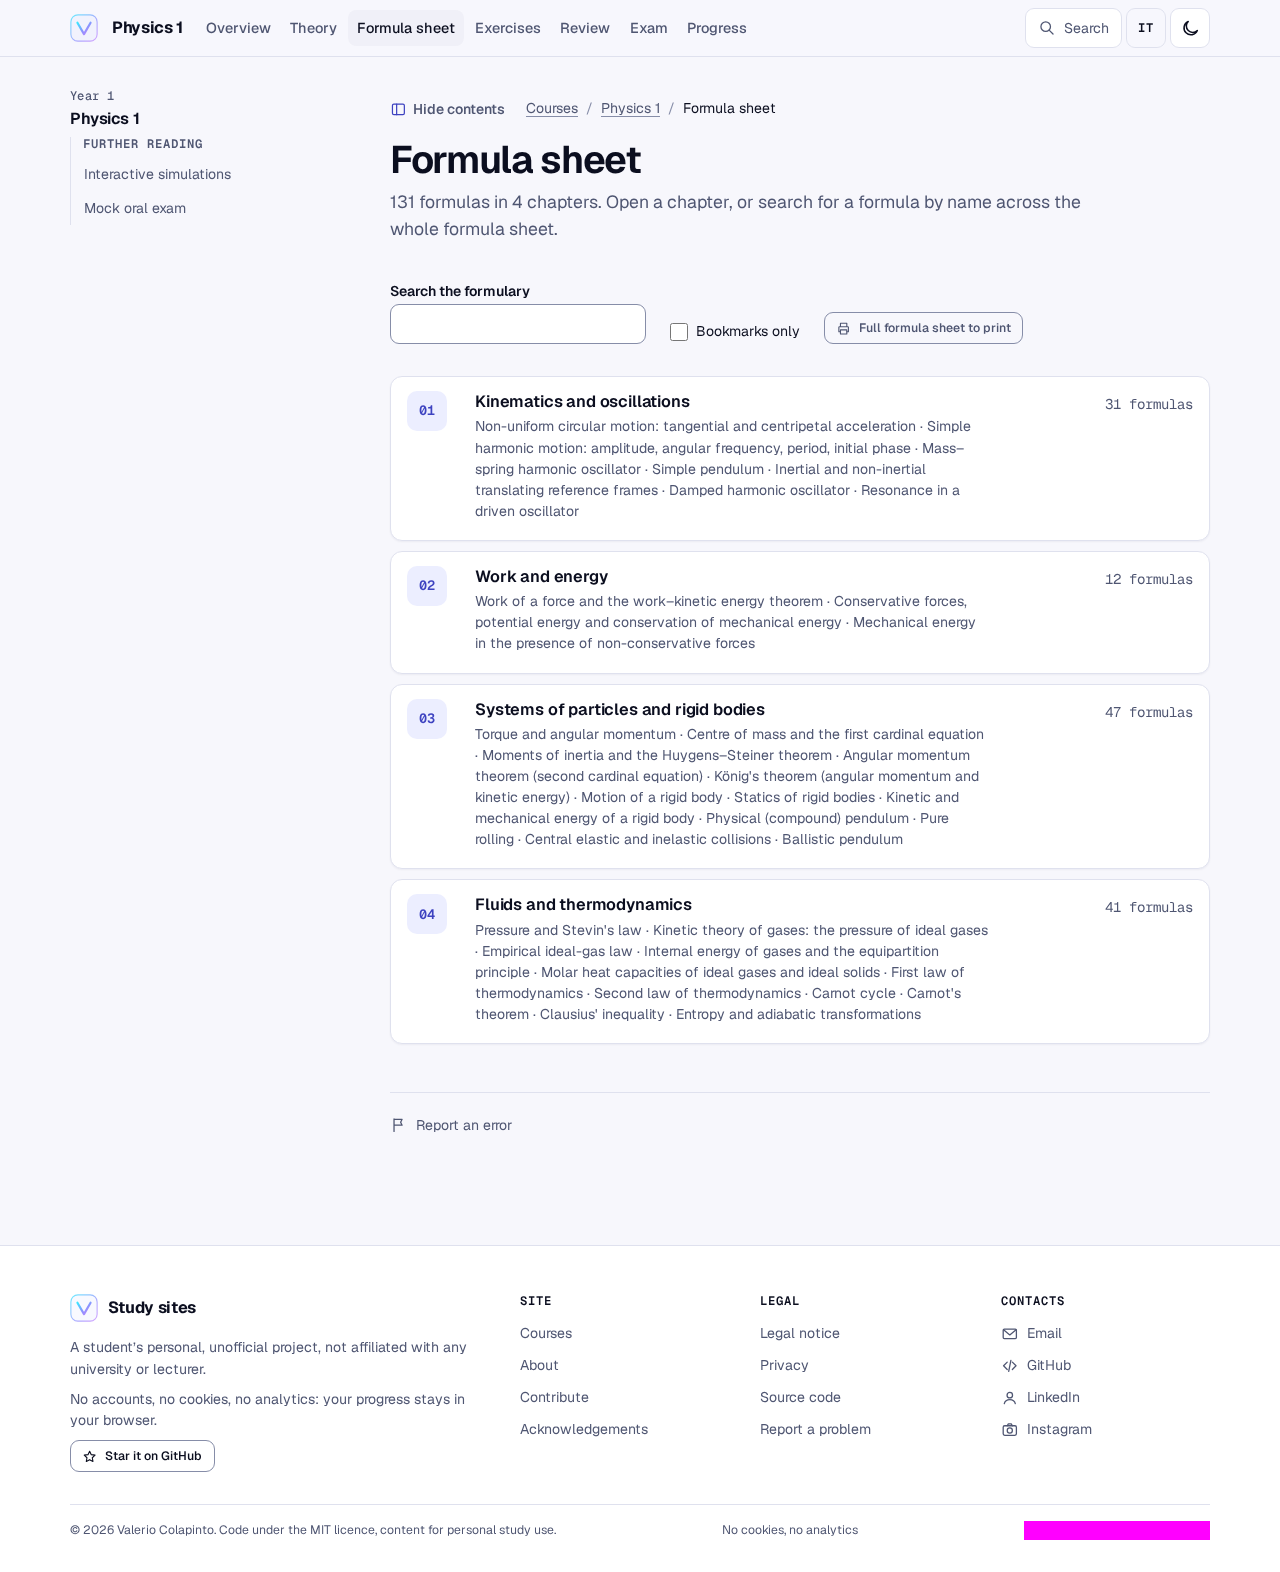 Physics 1
Overview
Theory
Formula sheet
Exercises
Review
Exam
Progress
Search
IT
Year 1
Physics 1
FURTHER READING
Interactive simulations
Mock oral exam
Hide contents
Courses / Physics 1 / Formula sheet
Formula sheet
131 formulas in 4 chapters. Open a chapter, or search for a formula by name across the
whole formula sheet.
Search the formulary
Bookmarks only
Full formula sheet to print
01
Kinematics and oscillations
31 formulas
Non-uniform circular motion: tangential and centripetal acceleration · Simple
harmonic motion: amplitude, angular frequency, period, initial phase · Mass–
spring harmonic oscillator · Simple pendulum · Inertial and non-inertial
translating reference frames · Damped harmonic oscillator · Resonance in a
driven oscillator
02
Work and energy
12 formulas
Work of a force and the work–kinetic energy theorem · Conservative forces,
potential energy and conservation of mechanical energy · Mechanical energy
in the presence of non-conservative forces
03
Systems of particles and rigid bodies
47 formulas
Torque and angular momentum · Centre of mass and the first cardinal equation
· Moments of inertia and the Huygens–Steiner theorem · Angular momentum
theorem (second cardinal equation) · König's theorem (angular momentum and
kinetic energy) · Motion of a rigid body · Statics of rigid bodies · Kinetic and
mechanical energy of a rigid body · Physical (compound) pendulum · Pure
rolling · Central elastic and inelastic collisions · Ballistic pendulum
04
Fluids and thermodynamics
41 formulas
Pressure and Stevin's law · Kinetic theory of gases: the pressure of ideal gases
· Empirical ideal-gas law · Internal energy of gases and the equipartition
principle · Molar heat capacities of ideal gases and ideal solids · First law of
thermodynamics · Second law of thermodynamics · Carnot cycle · Carnot's
theorem · Clausius' inequality · Entropy and adiabatic transformations
Report an error
Study sites
A student's personal, unofficial project, not affiliated with any
university or lecturer.
No accounts, no cookies, no analytics: your progress stays in
your browser.
Star it on GitHub
SITE
Courses
About
Contribute
Acknowledgements
LEGAL
Legal notice
Privacy
Source code
Report a problem
CONTACTS
Email
GitHub
LinkedIn
Instagram
© 2026 Valerio Colapinto. Code under the MIT licence, content for personal study use.
No cookies, no analytics